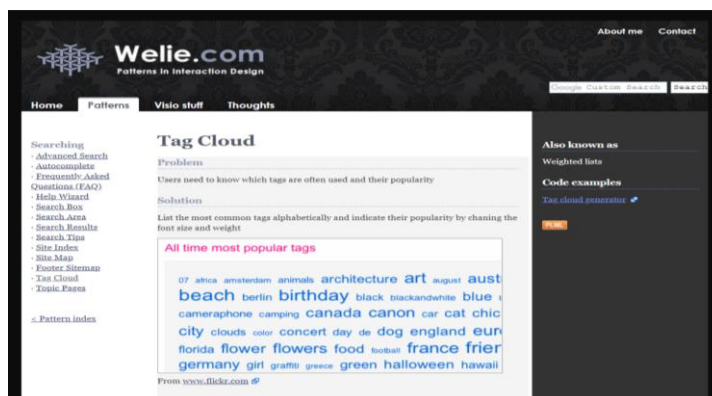 About me Contact
Welie.com
Patterns in Interaction Design
Google Custom Search Search
Home Patterns Visio stuff Thoughts
Searching
· Advanced Search
· Autocomplete
· Frequently Asked
Questions (FAQ)
· Help Wizard
· Search Box
· Search Area
· Search Results
· Search Tips
· Site Index
· Site Map
· Footer Sitemap
· Tag Cloud
· Topic Pages
< Pattern index
Tag Cloud
Problem
Users need to know which tags are often used and their popularity
Solution
List the most common tags alphabetically and indicate their popularity by chaning the
font size and weight
All time most popular tags
07 africa amsterdam animals architecture art august aust
beach berlin birthday black blackandwhite blue
cameraphone camping canada canon car cat chic
city clouds color concert day de dog england euro
florida flower flowers food football france frien
germany girl graffiti greece green halloween hawaii
From www.flickr.com
Also known as
Weighted lists
Code examples
Tag cloud generator